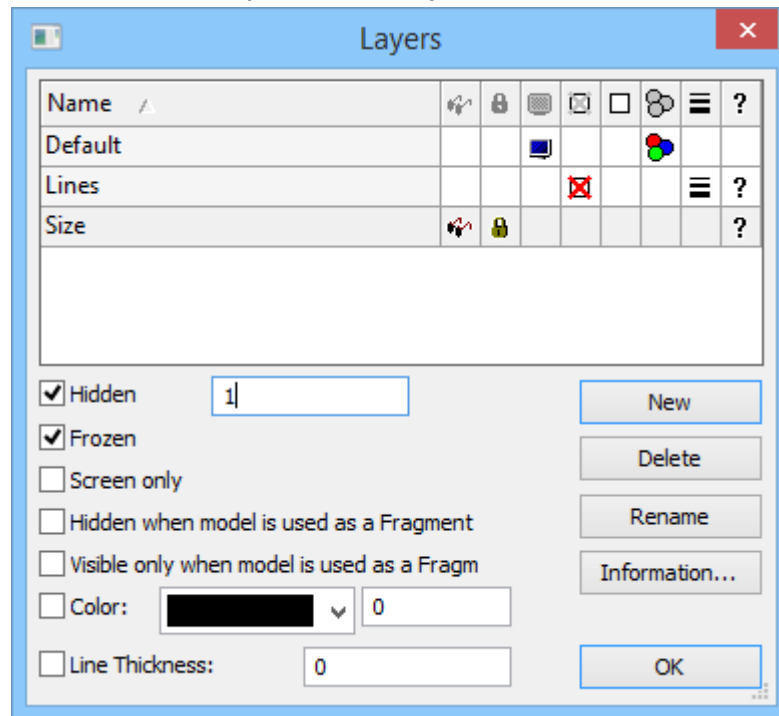 Layers
Name ?
Default
Lines ?
Size ?
Hidden 1
New
Frozen
Delete
Screen only
Hidden when model is used as a Fragment
Rename
Visible only when model is used as a Fragm
Information...
Color: 0
Line Thickness: 0
OK